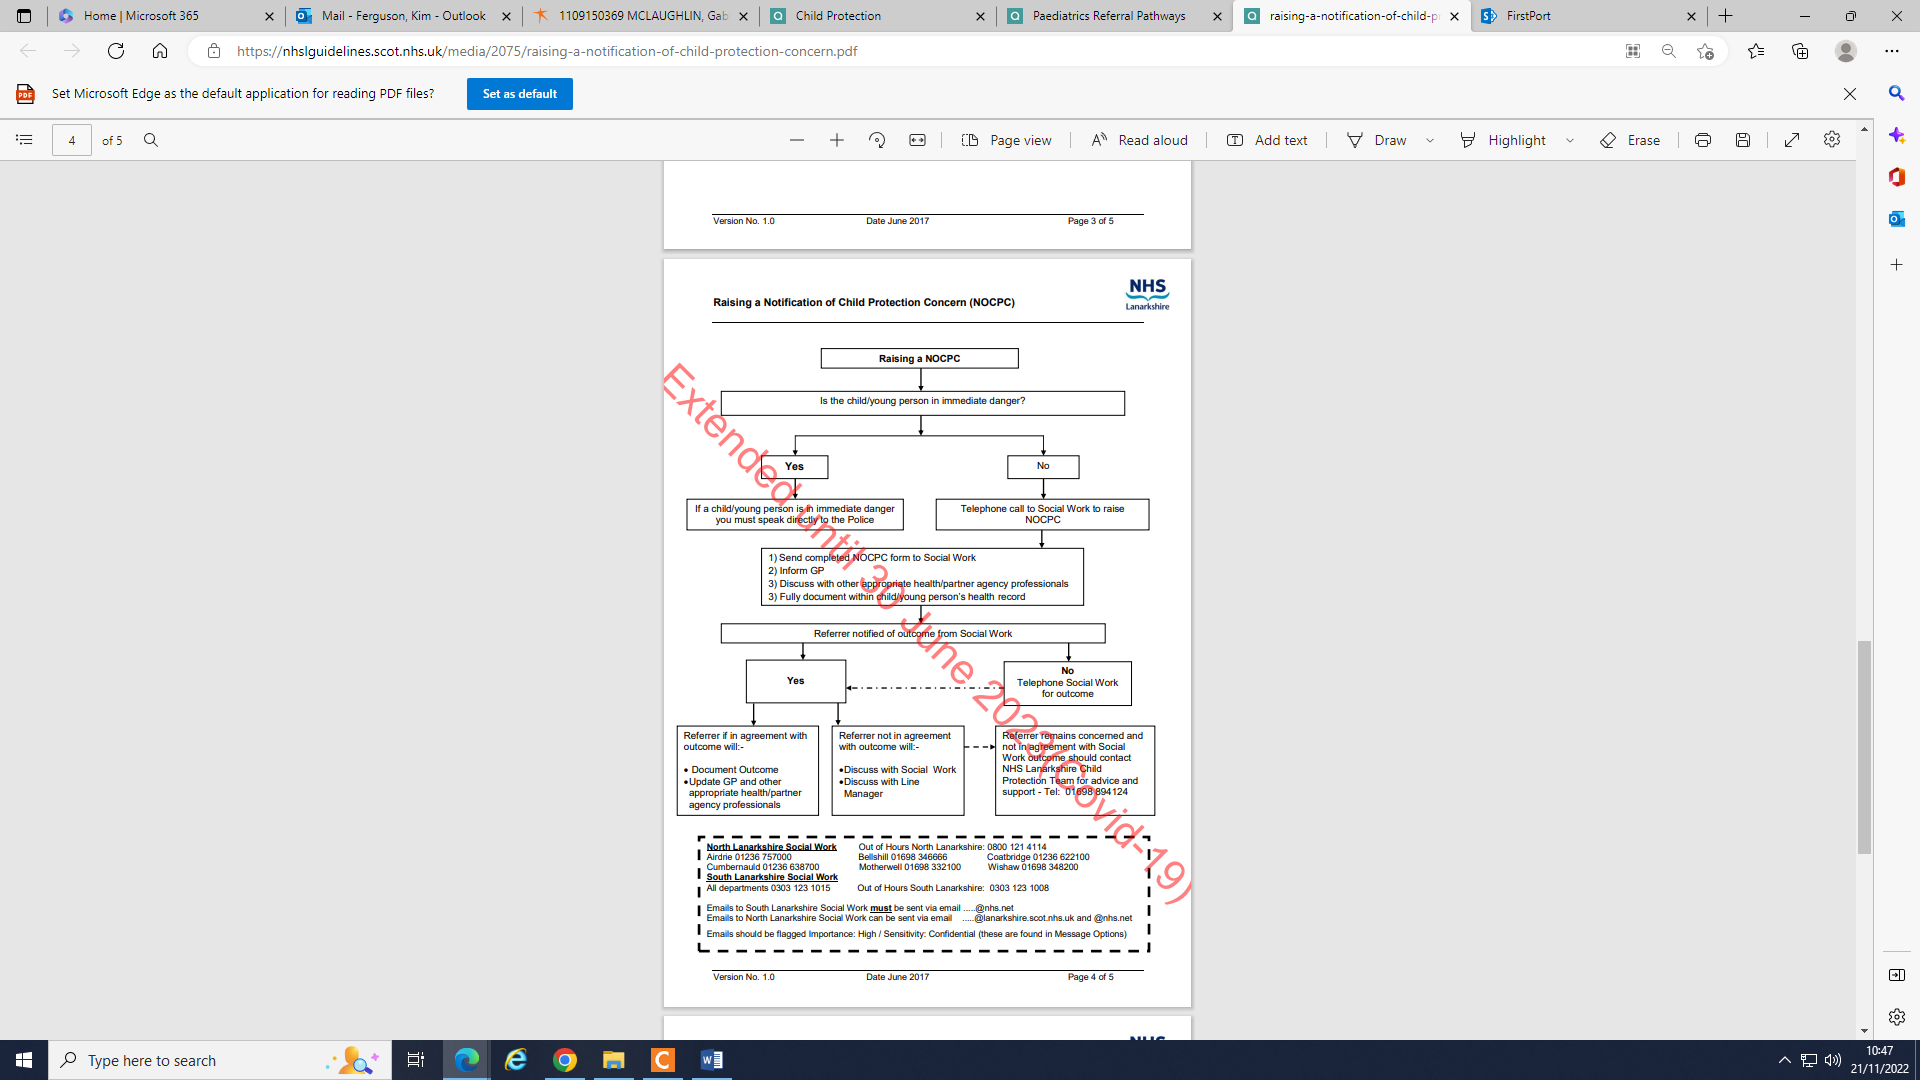 Home | Microsoft 365
Mail - Ferguson, Kim - Outlook
1109150369 MCLAUGHLIN, Gab
Child Protection
Paediatrics Referral Pathways
raising-a-notification-of-child-pr
FirstPort
https://nhslguidelines.scot.nhs.uk/media/2075/raising-a-notification-of-child-protection-concern.pdf
Set Microsoft Edge as the default application for reading PDF files?
Set as default
4 of 5
Page view
Read aloud
Add text
Draw
Highlight
Erase
Version No. 1.0 Date June 2017 Page 3 of 5
NHS
Lanarkshire
Raising a Notification of Child Protection Concern (NOCPC)
Raising a NOCPC
Is the child/young person in immediate danger?
Yes
No
If a child/young person is in immediate danger
you must speak directly to the Police
Telephone call to Social Work to raise
NOCPC
1) Send completed NOCPC form to Social Work
2) Inform GP
3) Discuss with other appropriate health/partner agency professionals
3) Fully document within child/young person's health record
Referrer notified of outcome from Social Work
Yes
No
Telephone Social Work
for outcome
Referrer if in agreement with
outcome will:-
• Document Outcome
•Update GP and other
appropriate health/partner
agency professionals
Referrer not in agreement
with outcome will:-
•Discuss with Social Work
•Discuss with Line
Manager
Referrer remains concerned and
not in agreement with Social
Work outcome should contact
NHS Lanarkshire Child
Protection Team for advice and
support - Tel: 01698 894124
Extended until 30 June 2023(Covid-19)
North Lanarkshire Social Work Out of Hours North Lanarkshire: 0800 121 4114
Airdrie 01236 757000 Bellshill 01698 346666 Coatbridge 01236 622100
Cumbernauld 01236 638700 Motherwell 01698 332100 Wishaw 01698 348200
South Lanarkshire Social Work
All departments 0303 123 1015 Out of Hours South Lanarkshire: 0303 123 1008
Emails to South Lanarkshire Social Work must be sent via email .....@nhs.net
Emails to North Lanarkshire Social Work can be sent via email .....@lanarkshire.scot.nhs.uk and @nhs.net
Emails should be flagged Importance: High / Sensitivity: Confidential (these are found in Message Options)
Version No. 1.0 Date June 2017 Page 4 of 5
Type here to search
10:47
21/11/2022